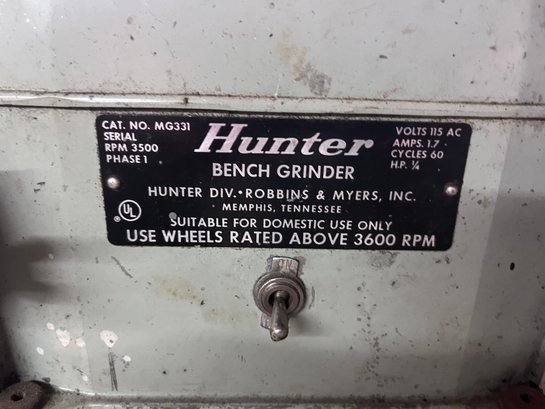 CAT. NO. MG331
SERIAL
RPM 3500
PHASE 1
Hunter
VOLTS 115 AC
AMPS. 1.7
CYCLES 60
H.P. ¼
BENCH GRINDER
HUNTER DIV. • ROBBINS & MYERS, INC.
MEMPHIS, TENNESSEE
UL
®
SUITABLE FOR DOMESTIC USE ONLY
USE WHEELS RATED ABOVE 3600 RPM
ON